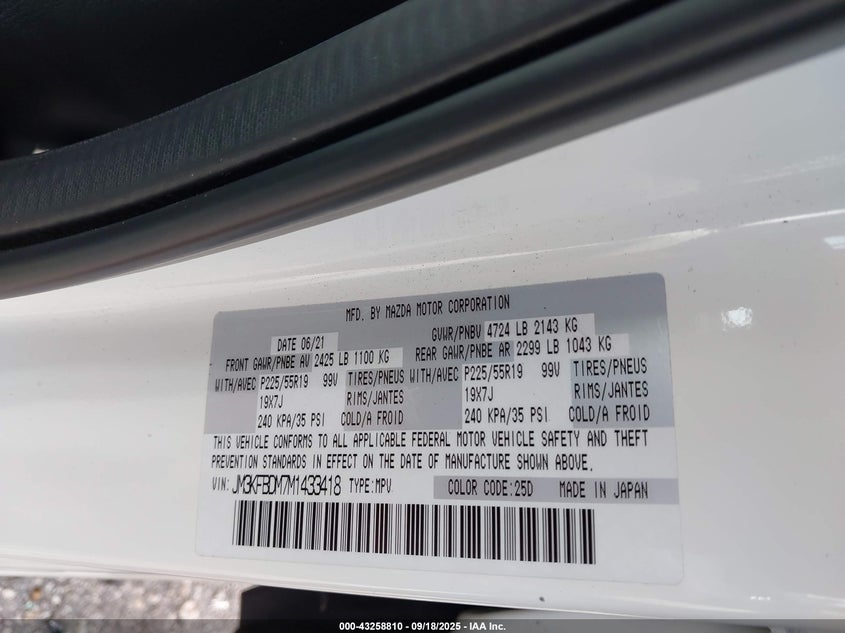 MFD. BY MAZDA MOTOR CORPORATION
DATE 06/21 GVWR/PNBV 4724 LB 2143 KG
FRONT GAWR/PNBE AV 2425 LB 1100 KG REAR GAWR/PNBE AR 2299 LB 1043 KG
WITH/AVEC P225/55R19 99V TIRES/PNEUS WITH/AVEC P225/55R19 99V TIRES/PNEUS
19X7J RIMS/JANTES 19X7J RIMS/JANTES
240 KPA/35 PSI COLD/A FROID 240 KPA/35 PSI COLD/A FROID
THIS VEHICLE CONFORMS TO ALL APPLICABLE FEDERAL MOTOR VEHICLE SAFETY AND THEFT
PREVENTION STANDARDS IN EFFECT ON THE DATE OF MANUFACTURE SHOWN ABOVE.
VIN: JM3KFBDM7M1433418 TYPE:MPV COLOR CODE:25D MADE IN JAPAN
000-43258810 - 09/18/2025 - IAA Inc.